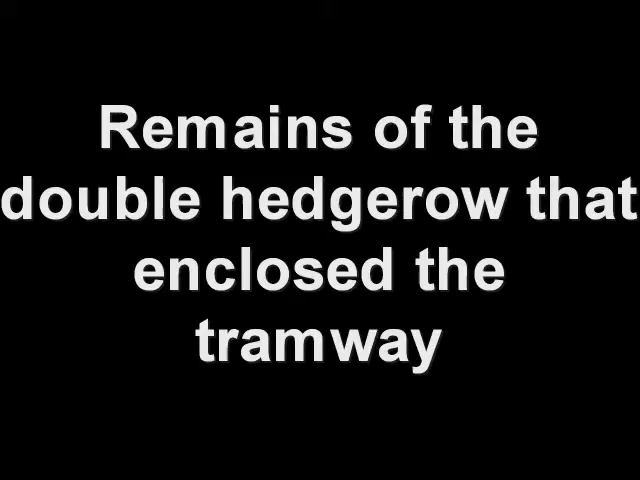 Remains of the
double hedgerow that
enclosed the
tramway